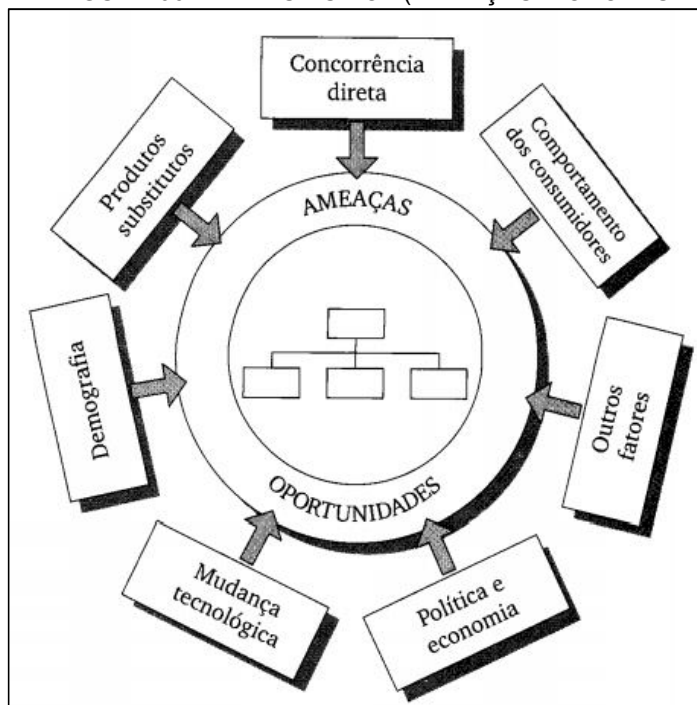 Concorrência
direta
Produtos
substitutos
Comportamento
dos consumidores
AMEAÇAS
Demografia
Outros
fatores
OPORTUNIDADES
Mudança
tecnológica
Política e
economia